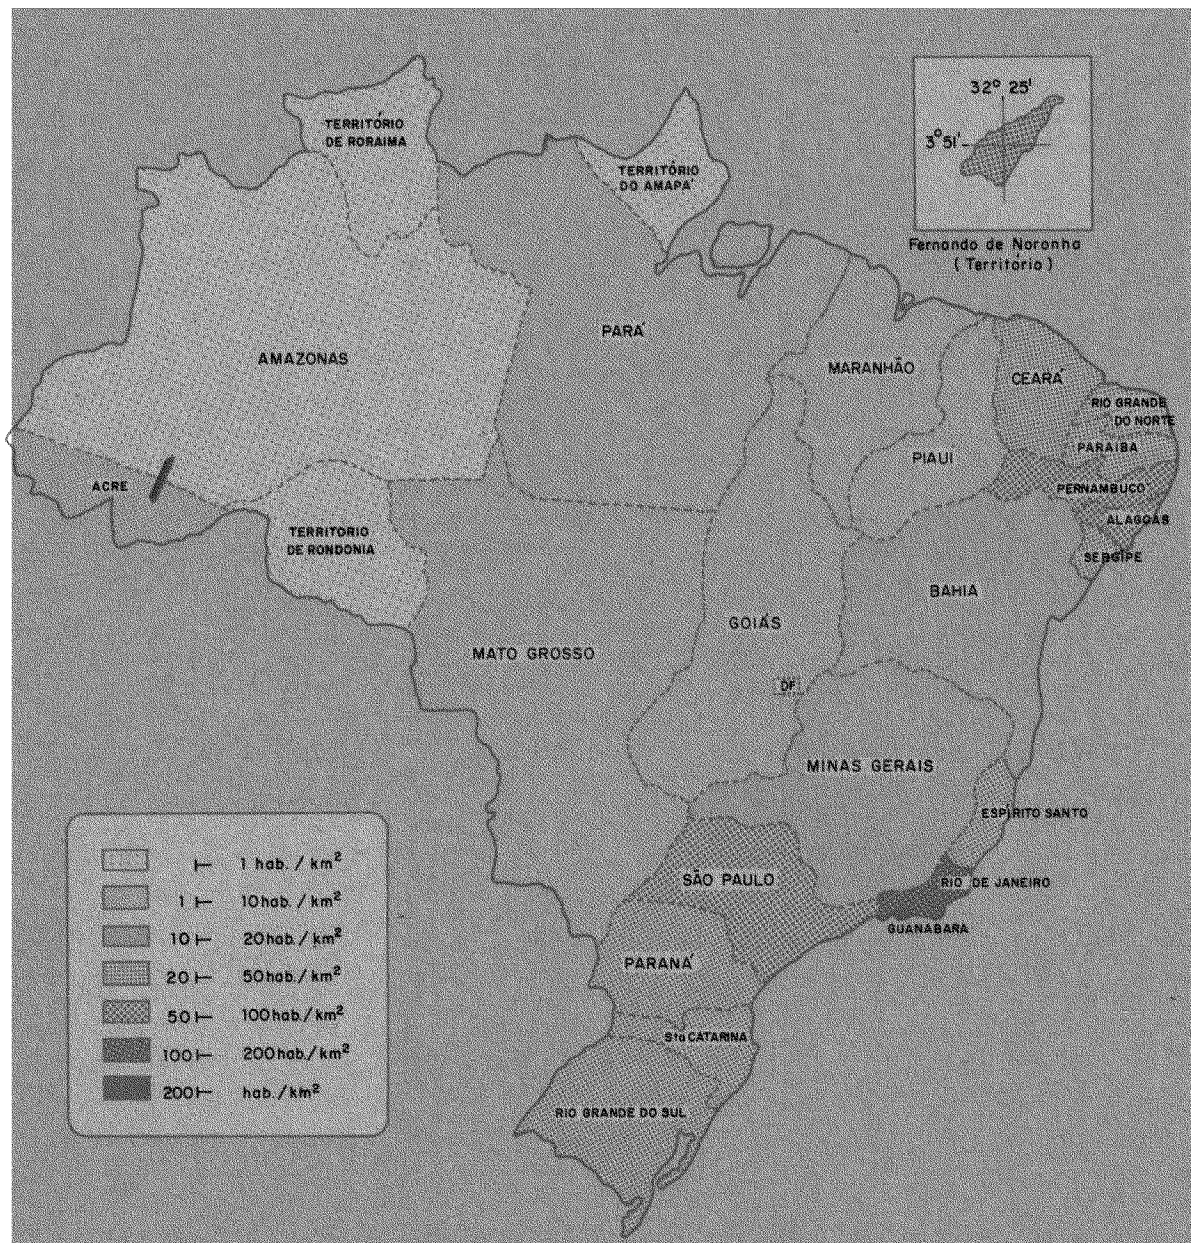 32º 25'
3º 51'
TERRITÓRIO
DE RORAIMA
TERRITÓRIO
DO AMAPÁ
Fernando de Noronha
( Território )
AMAZONAS
PARÁ
MARANHÃO
CEARÁ
RIO GRANDE
DO NORTE
PARAÍBA
PIAUÍ
ACRE
PERNAMBUCO
ALAGOAS
TERRITORIO
DE RONDONIA
SERGIPE
BAHIA
GOIÁS
MATO GROSSO
DF
MINAS GERAIS
ESPÍRITO SANTO
SÃO PAULO
RIO DE JANEIRO
GUANABARA
PARANÁ
Sta CATARINA
RIO GRANDE DO SUL
⊢ 1 hab. / km²
1 ⊢ 10 hab. / km²
10 ⊢ 20 hab. / km²
20 ⊢ 50 hab. / km²
50 ⊢ 100 hab. / km²
100 ⊢ 200 hab. / km²
200 ⊢ hab. / km²